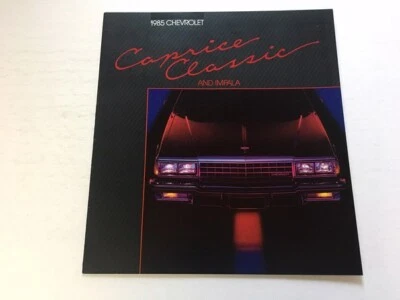 1985 CHEVROLET
Caprice
Classic
AND IMPALA